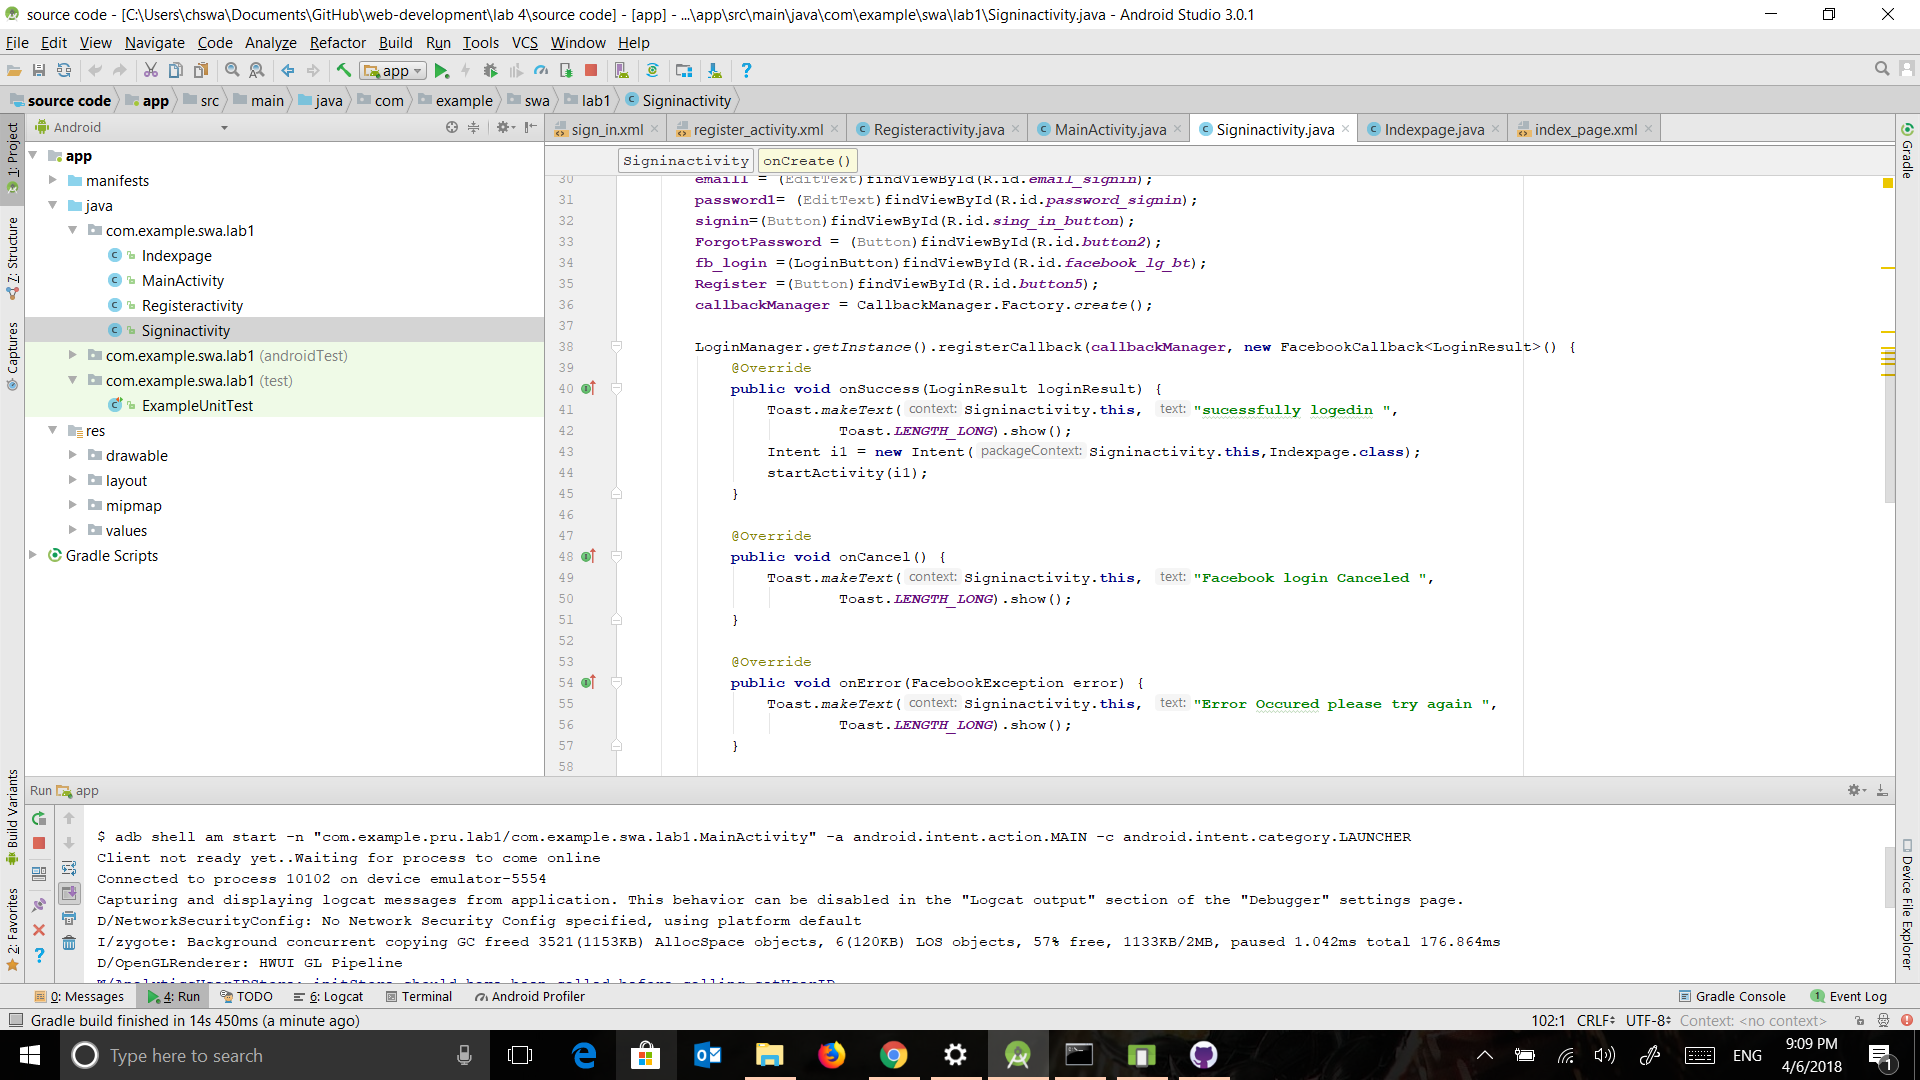 source code - [C:\Users\chswa\Documents\GitHub\web-development\lab 4\source code] - [app] - ...\app\src\main\java\com\example\swa\lab1\Signinactivity.java - Android Studio 3.0.1
File Edit View Navigate Code Analyze Refactor Build Run Tools VCS Window Help
app
source code app src main java com example swa lab1 Signinactivity
Android
sign_in.xml register_activity.xml Registeractivity.java MainActivity.java Signinactivity.java Indexpage.java index_page.xml
1: Project
7: Structure
Captures
Build Variants
2: Favorites
app
manifests
java
com.example.swa.lab1
Indexpage
MainActivity
Registeractivity
Signinactivity
com.example.swa.lab1 (androidTest)
com.example.swa.lab1 (test)
ExampleUnitTest
res
drawable
layout
mipmap
values
Gradle Scripts
Signinactivity onCreate()
30 email1 = (EditText)findViewById(R.id.email_signin);
31 password1= (EditText)findViewById(R.id.password_signin);
32 signin=(Button)findViewById(R.id.sing_in_button);
33 ForgotPassword = (Button)findViewById(R.id.button2);
34 fb_login =(LoginButton)findViewById(R.id.facebook_lg_bt);
35 Register =(Button)findViewById(R.id.button5);
36 callbackManager = CallbackManager.Factory.create();
37
38 LoginManager.getInstance().registerCallback(callbackManager, new FacebookCallback<LoginResult>() {
39 @Override
40 public void onSuccess(LoginResult loginResult) {
41 Toast.makeText( context: Signinactivity.this, text: "sucessfully logedin ",
42 Toast.LENGTH_LONG).show();
43 Intent i1 = new Intent( packageContext: Signinactivity.this,Indexpage.class);
44 startActivity(i1);
45 }
46
47 @Override
48 public void onCancel() {
49 Toast.makeText( context: Signinactivity.this, text: "Facebook login Canceled ",
50 Toast.LENGTH_LONG).show();
51 }
52
53 @Override
54 public void onError(FacebookException error) {
55 Toast.makeText( context: Signinactivity.this, text: "Error Occured please try again ",
56 Toast.LENGTH_LONG).show();
57 }
58
Gradle
Device File Explorer
Run app
$ adb shell am start -n "com.example.pru.lab1/com.example.swa.lab1.MainActivity" -a android.intent.action.MAIN -c android.intent.category.LAUNCHER
Client not ready yet..Waiting for process to come online
Connected to process 10102 on device emulator-5554
Capturing and displaying logcat messages from application. This behavior can be disabled in the "Logcat output" section of the "Debugger" settings page.
D/NetworkSecurityConfig: No Network Security Config specified, using platform default
I/zygote: Background concurrent copying GC freed 3521(1153KB) AllocSpace objects, 6(120KB) LOS objects, 57% free, 1133KB/2MB, paused 1.042ms total 176.864ms
D/OpenGLRenderer: HWUI GL Pipeline
W/AnalyticsUserIDStore: initStore should have been called before calling setUserID
0: Messages 4: Run TODO 6: Logcat Terminal Android Profiler Gradle Console 1 Event Log
Gradle build finished in 14s 450ms (a minute ago) 102:1 CRLF UTF-8 Context: <no context>
Type here to search ENG 9:09 PM
4/6/2018 1